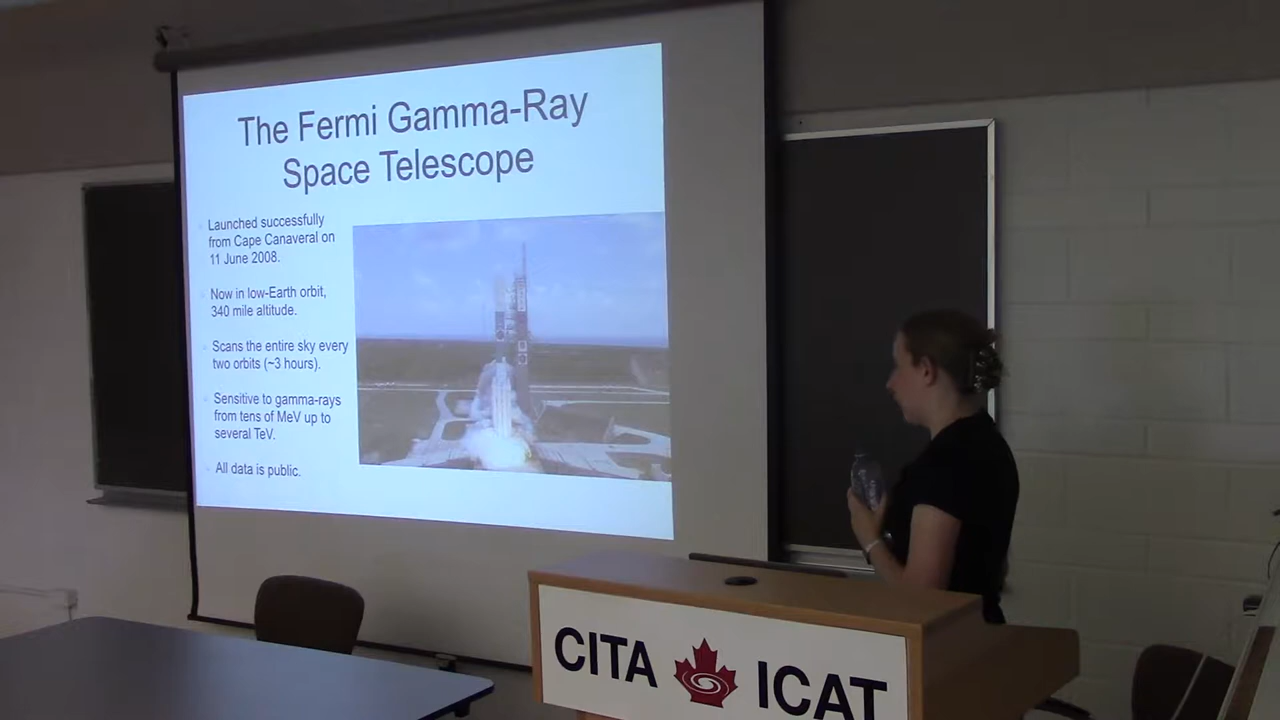 The Fermi Gamma-Ray
Space Telescope
Launched successfully
from Cape Canaveral on
11 June 2008.
Now in low-Earth orbit,
340 mile altitude.
Scans the entire sky every
two orbits (~3 hours).
Sensitive to gamma-rays
from tens of MeV up to
several TeV.
All data is public.
CITA ICAT